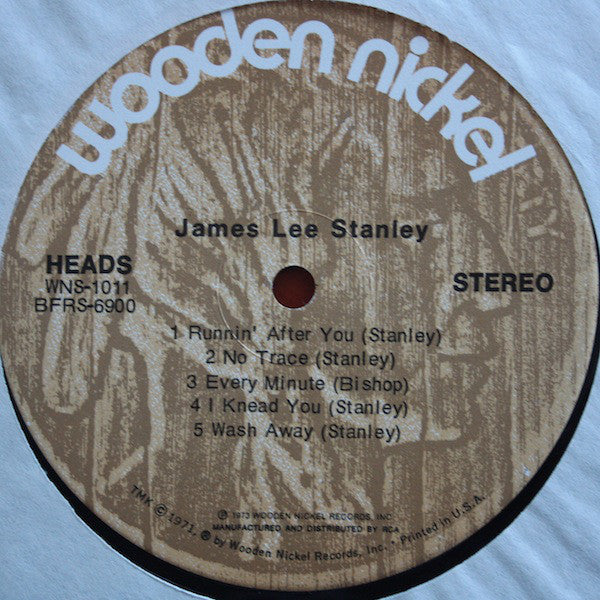 wooden nickel
James Lee Stanley
HEADS
WNS-1011
BFRS-6900
STEREO
1 Runnin' After You (Stanley)
2 No Trace (Stanley)
3 Every Minute (Bishop)
4 I Knead You (Stanley)
5 Wash Away (Stanley)
℗ 1973 WOODEN NICKEL RECORDS, INC.
MANUFACTURED AND DISTRIBUTED BY RCA
TMK © 1971, ® by Wooden Nickel Records, Inc. • Printed in U.S.A.